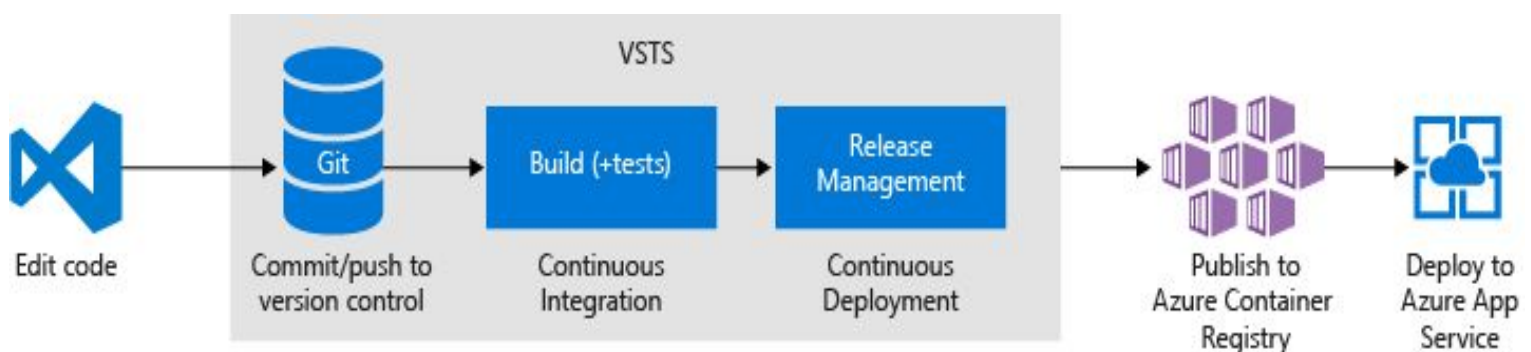 VSTS
Git
Build (+tests)
Release
Management
Edit code
Commit/push to
version control
Continuous
Integration
Continuous
Deployment
Publish to
Azure Container
Registry
Deploy to
Azure App
Service